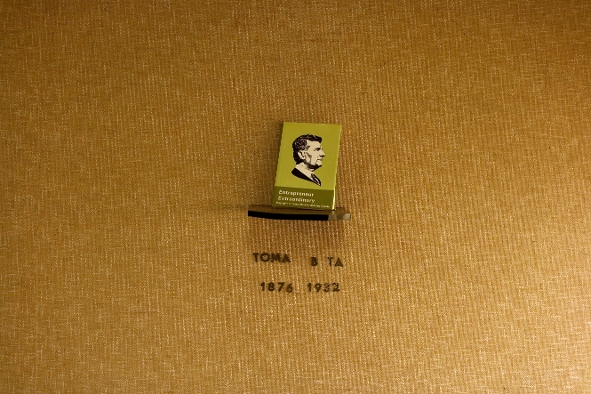 Entrepreneur
Extraordinary
TOMA B TA
1876 1932